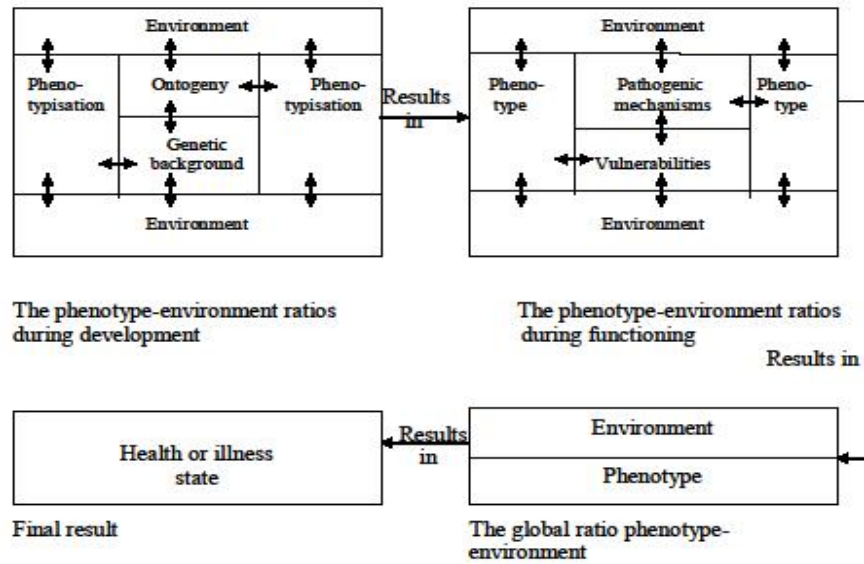 Environment
Pheno-
typisation
Ontogeny
Pheno-
typisation
Genetic
background
Environment
Results
in
Environment
Pheno-
type
Pathogenic
mechanisms
Pheno-
type
Vulnerabilities
Environment
The phenotype-environment ratios
during development
The phenotype-environment ratios
during functioning
Results in
Environment
Phenotype
Results
in
Health or illness
state
Final result
The global ratio phenotype-
environment